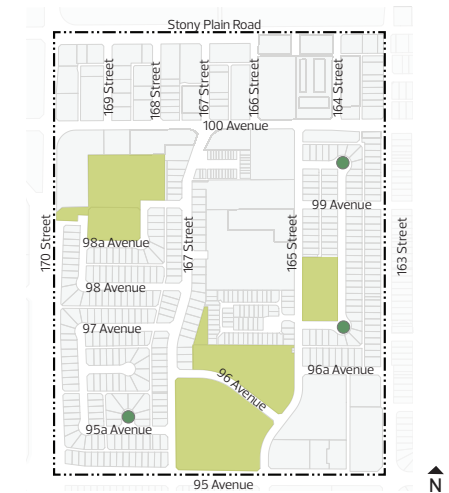 Stony Plain Road
169 Street
168 Street
167 Street
166 Street
164 Street
100 Avenue
99 Avenue
170 Street
98a Avenue
167 Street
165 Street
163 Street
98 Avenue
97 Avenue
96 Avenue
96a Avenue
95a Avenue
95 Avenue
N